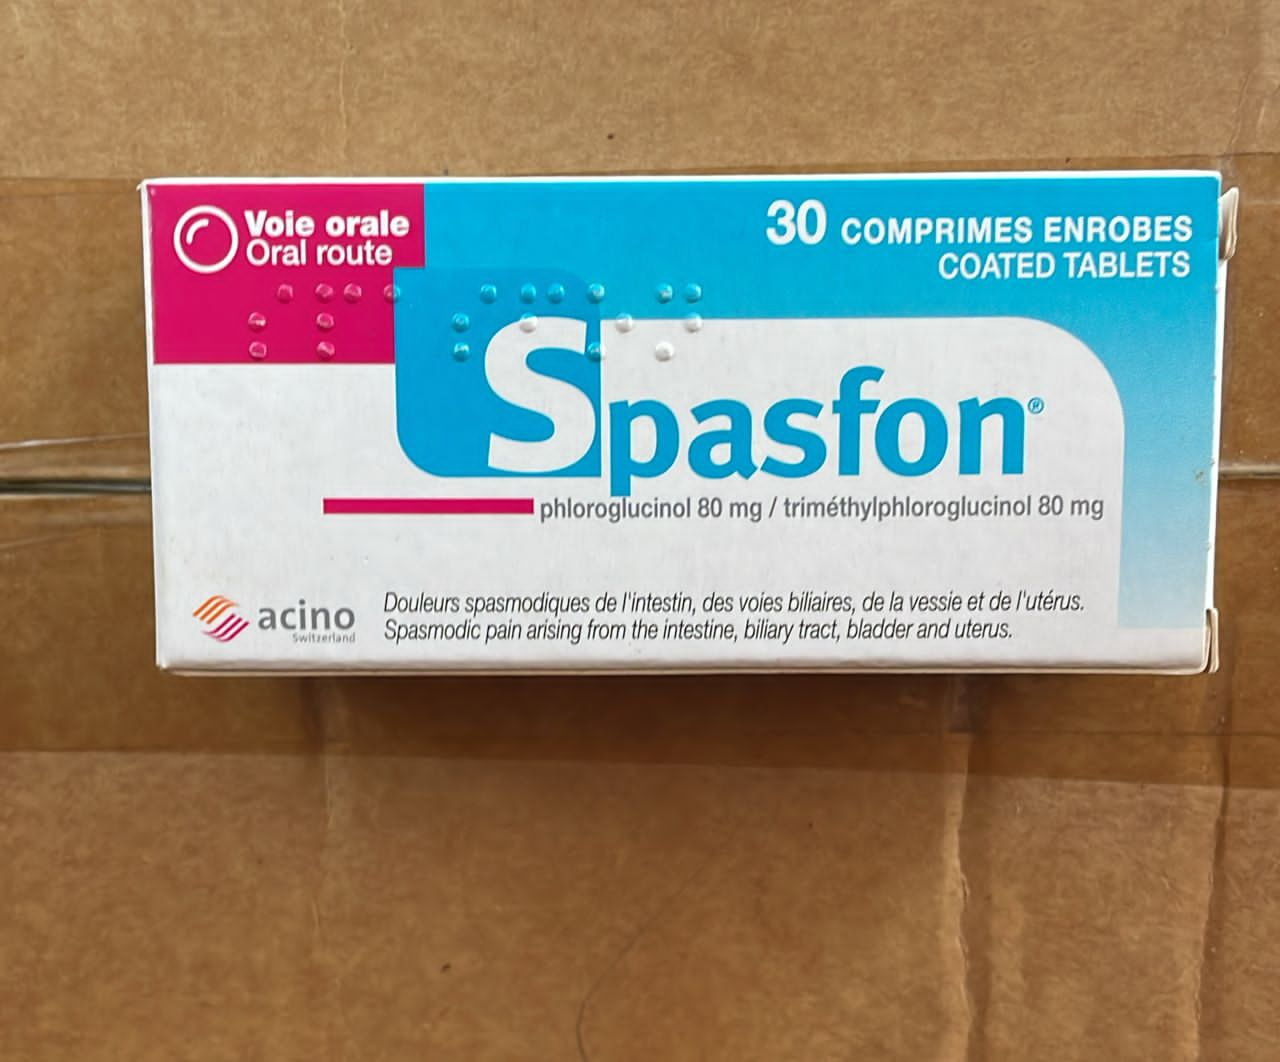 Voie orale
Oral route
30 COMPRIMES ENROBES
COATED TABLETS
Spasfon®
phloroglucinol 80 mg / triméthylphloroglucinol 80 mg
acino
Switzerland
Douleurs spasmodiques de l'intestin, des voies biliaires, de la vessie et de l'utérus.
Spasmodic pain arising from the intestine, biliary tract, bladder and uterus.